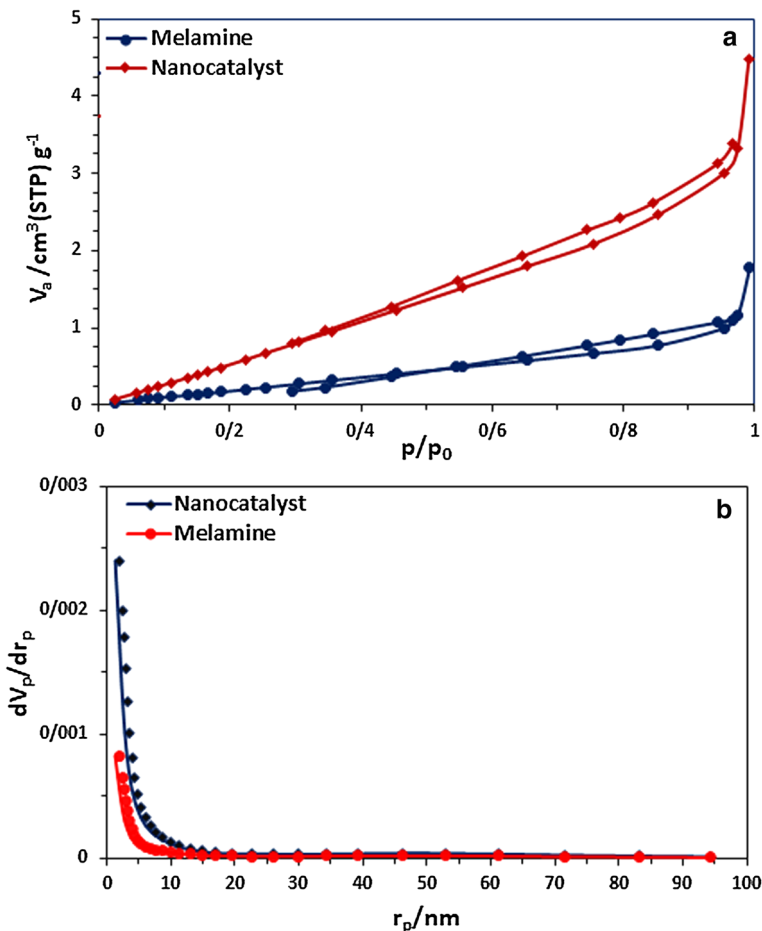 a
Melamine
Nanocatalyst
5
4
3
2
1
0
Va /cm3(STP) g-1
0 0/2 0/4 0/6 0/8 1
p/p0
b
Nanocatalyst
Melamine
0/003
0/002
0/001
0
dVp/drp
0 10 20 30 40 50 60 70 80 90 100
rp/nm